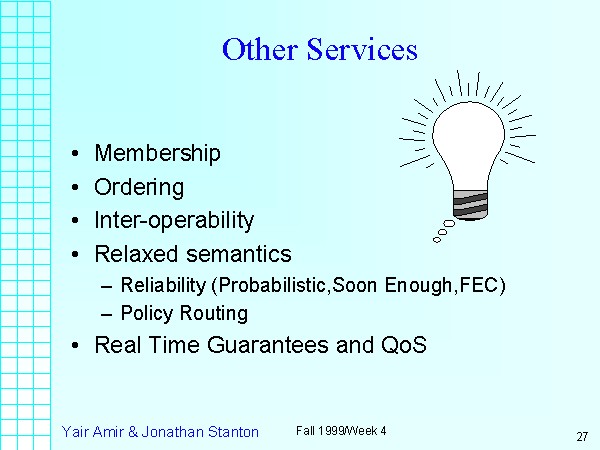 Other Services
• Membership
• Ordering
• Inter-operability
• Relaxed semantics
– Reliability (Probabilistic,Soon Enough,FEC)
– Policy Routing
• Real Time Guarantees and QoS
Yair Amir & Jonathan Stanton
Fall 1999/Week 4
27